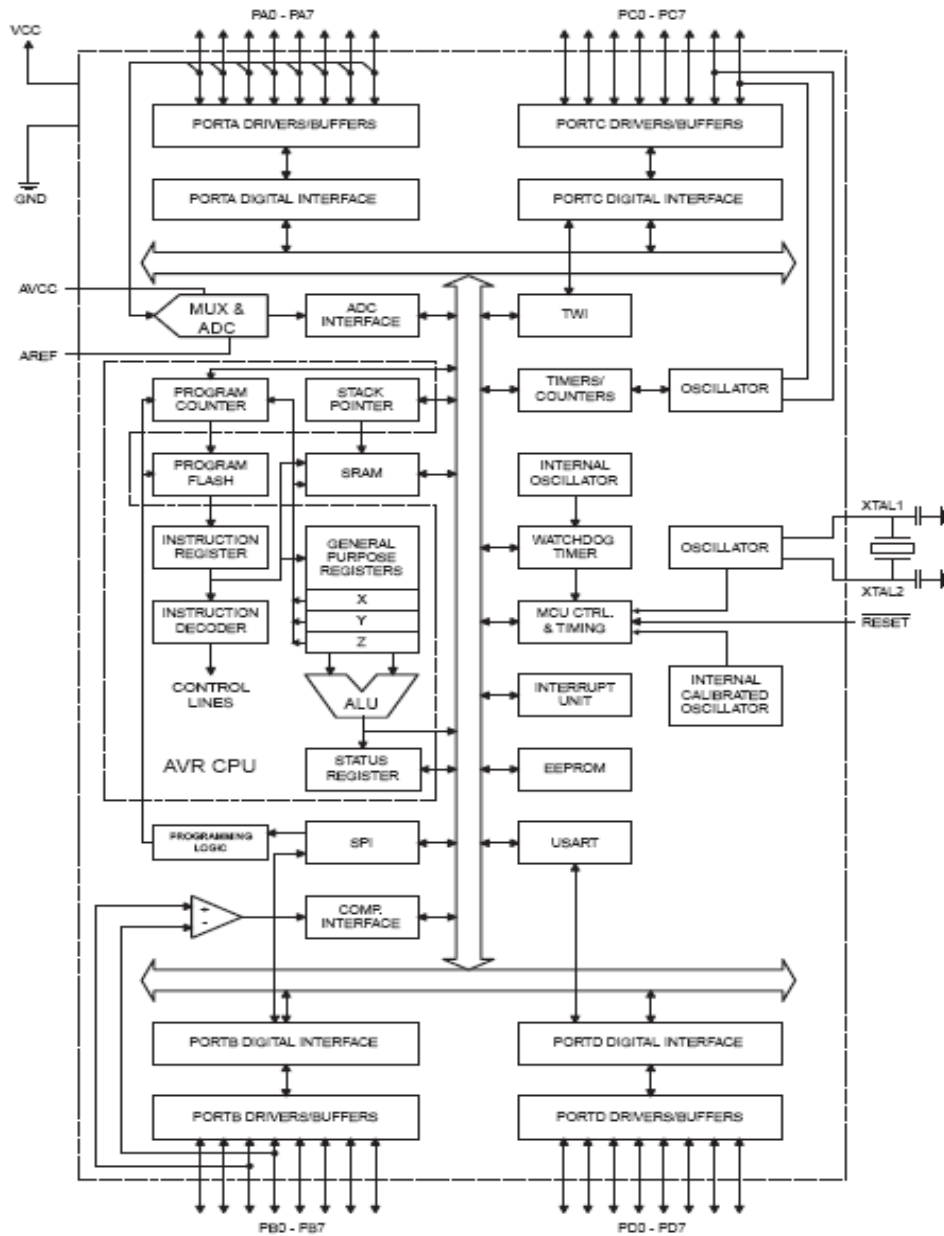 PA0 - PA7
PC0 - PC7
VCC
PORTA DRIVERS/BUFFERS
PORTC DRIVERS/BUFFERS
PORTA DIGITAL INTERFACE
PORTC DIGITAL INTERFACE
GND
AVCC
MUX &
ADC
ADC
INTERFACE
TWI
AREF
PROGRAM
COUNTER
STACK
POINTER
TIMERS/
COUNTERS
OSCILLATOR
PROGRAM
FLASH
SRAM
INTERNAL
OSCILLATOR
XTAL1
INSTRUCTION
REGISTER
GENERAL
PURPOSE
REGISTERS
WATCHDOG
TIMER
OSCILLATOR
XTAL2
X
INSTRUCTION
DECODER
Y
MCU CTRL.
& TIMING
RESET
Z
CONTROL
LINES
ALU
INTERRUPT
UNIT
INTERNAL
CALIBRATED
OSCILLATOR
AVR CPU
STATUS
REGISTER
EEPROM
PROGRAMMING
LOGIC
SPI
USART
+
-
COMP.
INTERFACE
PORTB DIGITAL INTERFACE
PORTD DIGITAL INTERFACE
PORTB DRIVERS/BUFFERS
PORTD DRIVERS/BUFFERS
PB0 - PB7
PD0 - PD7